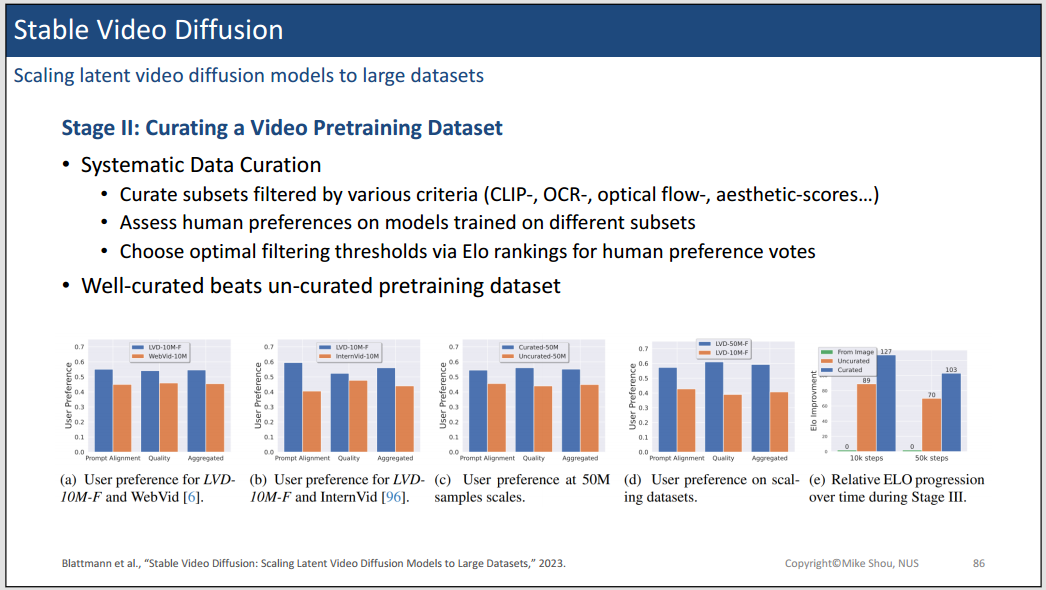 Stable Video Diffusion
Scaling latent video diffusion models to large datasets
Stage II: Curating a Video Pretraining Dataset
• Systematic Data Curation
• Curate subsets filtered by various criteria (CLIP-, OCR-, optical flow-, aesthetic-scores…)
• Assess human preferences on models trained on different subsets
• Choose optimal filtering thresholds via Elo rankings for human preference votes
• Well-curated beats un-curated pretraining dataset
User Preference
0.7
0.6
0.5
0.4
0.3
0.2
0.1
0.0
LVD-10M-F
WebVid-10M
Prompt Alignment Quality Aggregated
(a) User preference for LVD-
10M-F and WebVid [6].
User Preference
0.7
0.6
0.5
0.4
0.3
0.2
0.1
0.0
LVD-10M-F
InternVid-10M
Prompt Alignment Quality Aggregated
(b) User preference for LVD-
10M-F and InternVid [96].
User Preference
0.7
0.6
0.5
0.4
0.3
0.2
0.1
0.0
Curated-50M
Uncurated-50M
Prompt Alignment Quality Aggregated
(c) User preference at 50M
samples scales.
User Preference
0.7
0.6
0.5
0.4
0.3
0.2
0.1
0.0
LVD-50M-F
LVD-10M-F
Prompt Alignment Quality Aggregated
(d) User preference on scal-
ing datasets.
Elo Improvment
From Image
Uncurated
Curated
80
60
40
20
0
0 89 127
0 70 103
10k steps 50k steps
(e) Relative ELO progression
over time during Stage III.
Blattmann et al., “Stable Video Diffusion: Scaling Latent Video Diffusion Models to Large Datasets,” 2023.
Copyright©Mike Shou, NUS
86